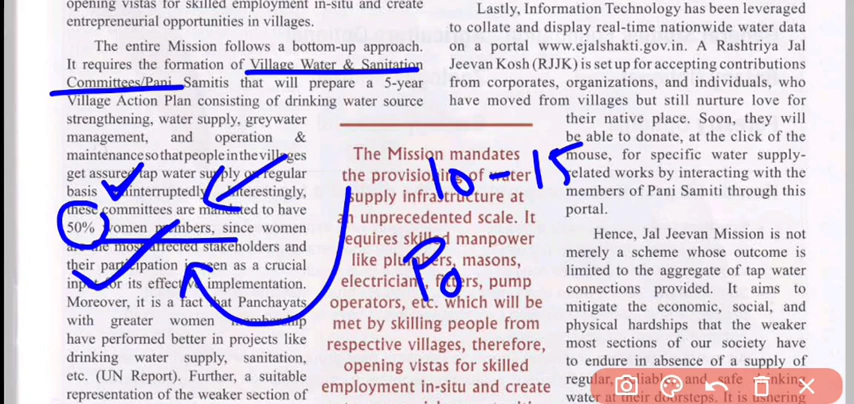 opening vistas for skilled employment in-situ and create
entrepreneurial opportunities in villages.
The entire Mission follows a bottom-up approach.
It requires the formation of Village Water & Sanitation
Committees/Pani Samitis that will prepare a 5-year
Village Action Plan consisting of drinking water source
strengthening, water supply, greywater
management, and operation &
maintenance so that people in the villages
get assured tap water supply on regular
basis uninterruptedly. Interestingly,
these committees are mandated to have
50% women members, since women
are the most affected stakeholders and
their participation is seen as a crucial
input for its effective implementation.
Moreover, it is a fact that Panchayats
with greater women membership
have performed better in projects like
drinking water supply, sanitation,
etc. (UN Report). Further, a suitable
representation of the weaker section of
The Mission mandates
the provisioning of water
supply infrastructure at
an unprecedented scale. It
requires skilled manpower
like plumbers, masons,
electrician, fitters, pump
operators, etc. which will be
met by skilling people from
respective villages, therefore,
opening vistas for skilled
employment in-situ and create
10-15
Po
Lastly, Information Technology has been leveraged
to collate and display real-time nationwide water data
on a portal www.ejalshakti.gov.in. A Rashtriya Jal
Jeevan Kosh (RJJK) is set up for accepting contributions
from corporates, organizations, and individuals, who
have moved from villages but still nurture love for
their native place. Soon, they will
be able to donate, at the click of the
mouse, for specific water supply-
related works by interacting with the
members of Pani Samiti through this
portal.
Hence, Jal Jeevan Mission is not
merely a scheme whose outcome is
limited to the aggregate of tap water
connections provided. It aims to
mitigate the economic, social, and
physical hardships that the weaker
most sections of our society have
to endure in absence of a supply of
regular, reliable and safe drinking
water at their doorsteps. It is ushering